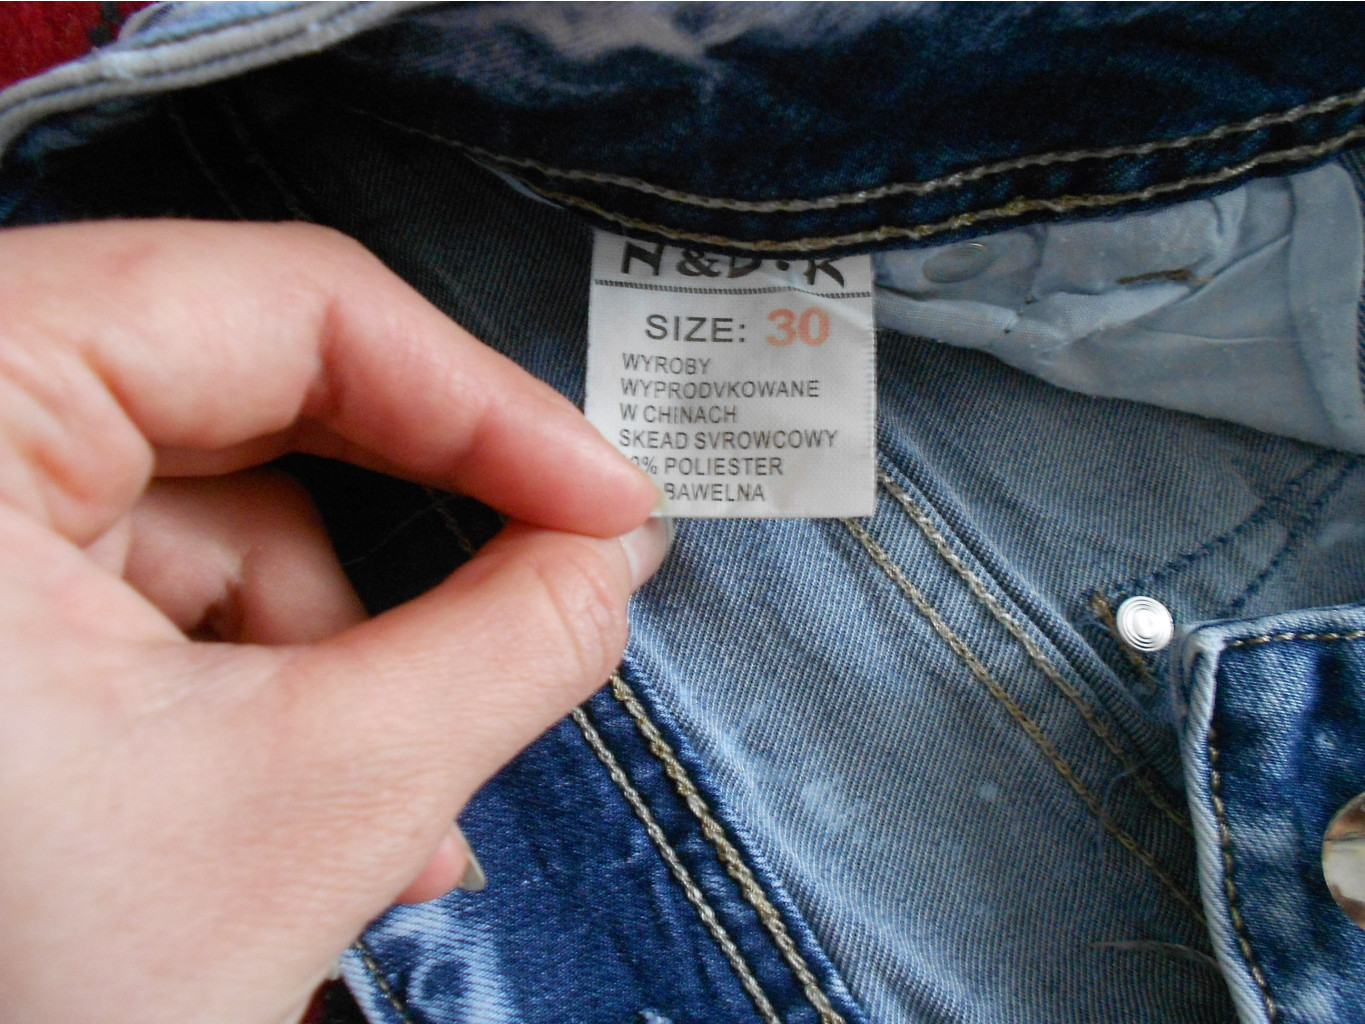 N&D·K
SIZE: 30
WYROBY
WYPRODVKOWANE
W CHINACH
SKEAD SVROWCOWY
% POLIESTER
BAWELNA